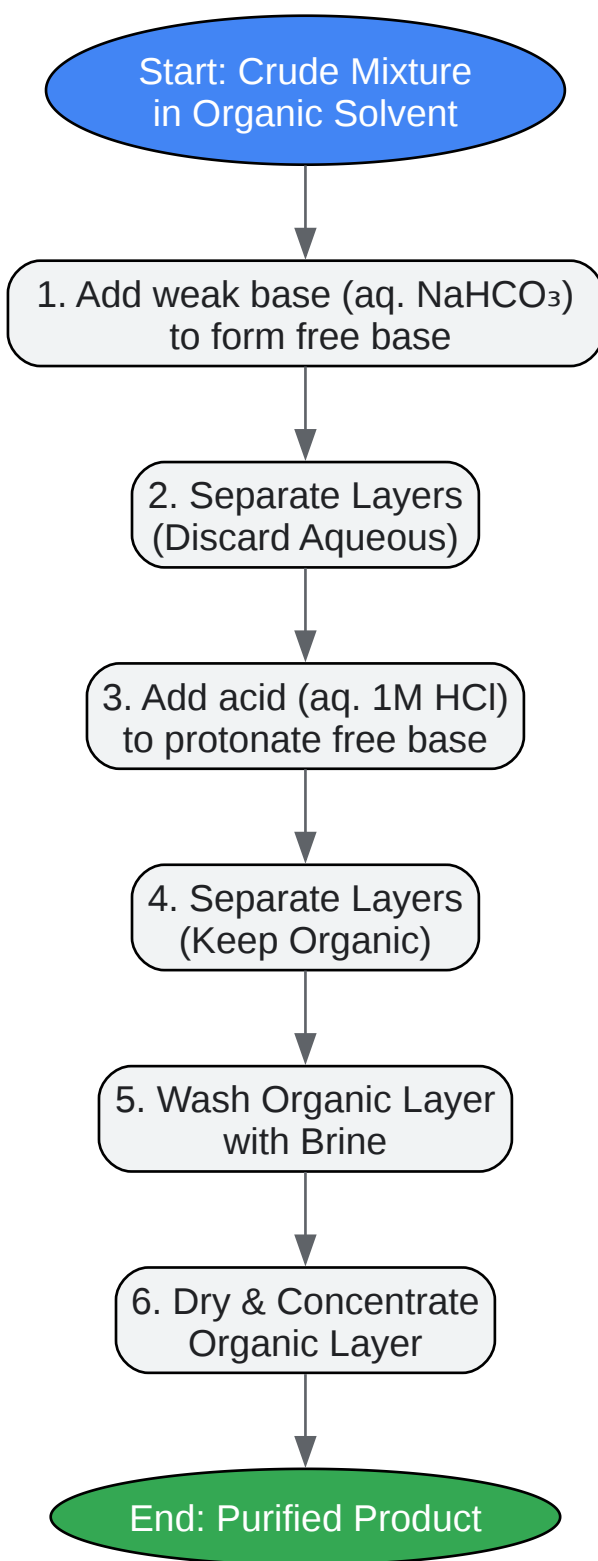 Start: Crude Mixture
in Organic Solvent
1. Add weak base (aq. NaHCO₃)
to form free base
2. Separate Layers
(Discard Aqueous)
3. Add acid (aq. 1M HCl)
to protonate free base
4. Separate Layers
(Keep Organic)
5. Wash Organic Layer
with Brine
6. Dry & Concentrate
Organic Layer
End: Purified Product